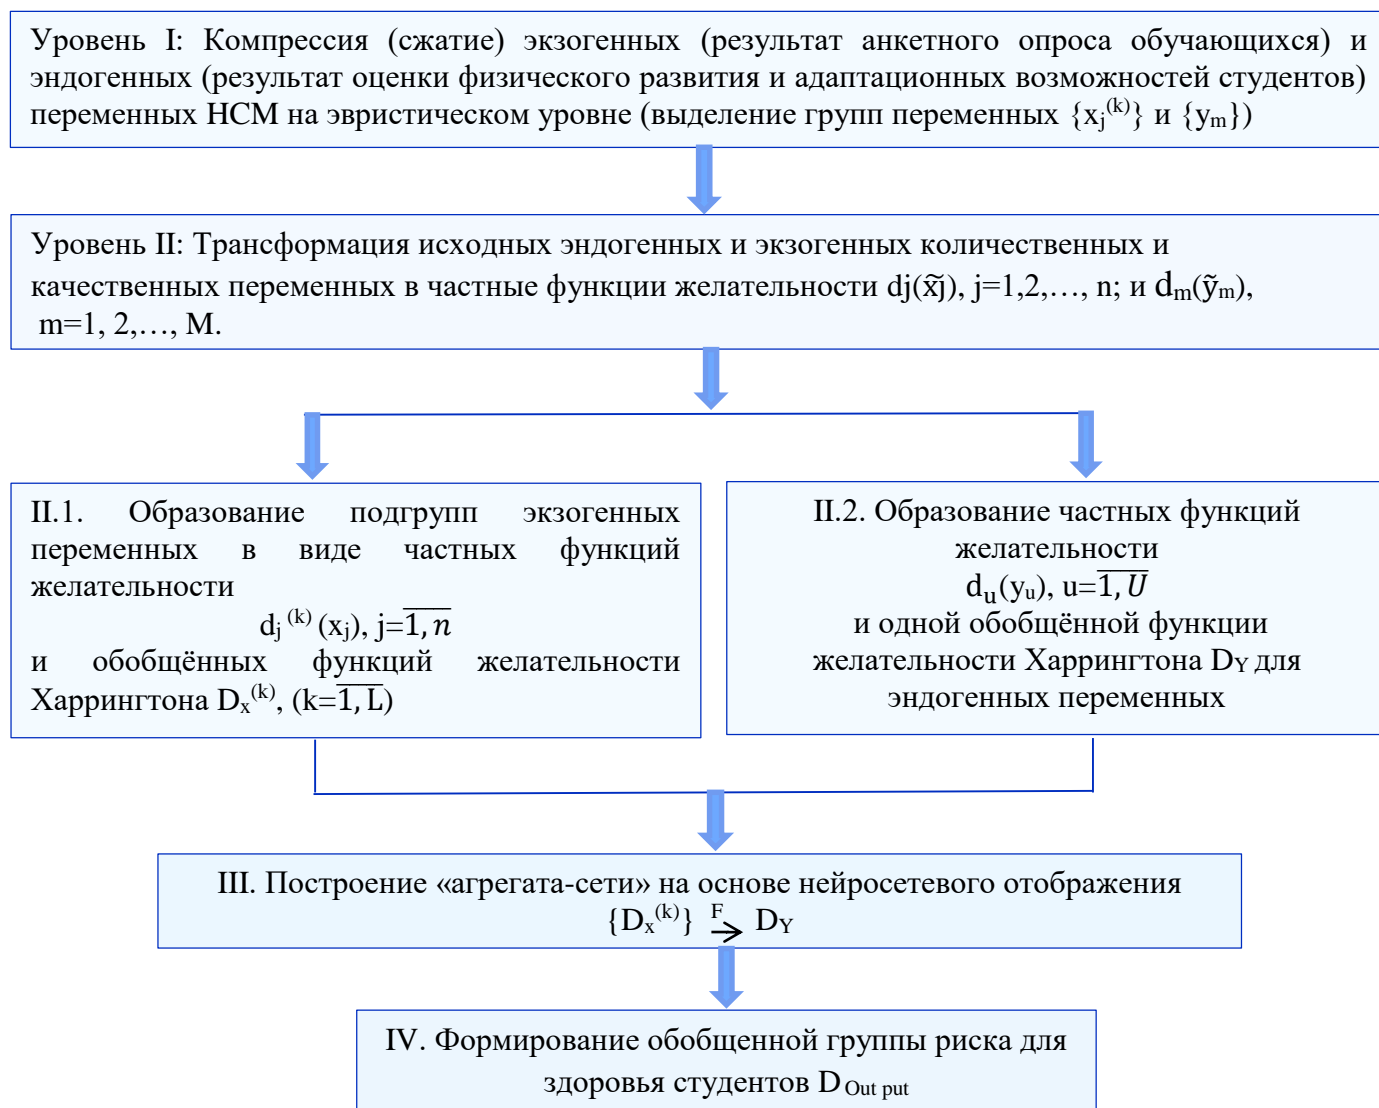 Уровень I: Компрессия (сжатие) экзогенных (результат анкетного опроса обучающихся) и
эндогенных (результат оценки физического развития и адаптационных возможностей студентов)
переменных НСМ на эвристическом уровне (выделение групп переменных {xⱼ⁽ᵏ⁾} и {yₘ})
Уровень II: Трансформация исходных эндогенных и экзогенных количественных и
качественных переменных в частные функции желательности dj(x̃j), j=1,2,…, n; и dₘ(ỹₘ),
m=1, 2,…, M.
II.1. Образование подгрупп экзогенных
переменных в виде частных функций
желательности
dⱼ⁽ᵏ⁾(xⱼ), j=1̅,̅ ̅n̅
и обобщённых функций желательности
Харрингтона Dₓ⁽ᵏ⁾, (k=1̅,̅ ̅L̅)
II.2. Образование частных функций
желательности
dᵤ(yᵤ), u=1̅,̅ ̅U̅
и одной обобщённой функции
желательности Харрингтона D_Y для
эндогенных переменных
III. Построение «агрегата-сети» на основе нейросетевого отображения
{Dₓ⁽ᵏ⁾} F→ D_Y
IV. Формирование обобщенной группы риска для
здоровья студентов D Out put